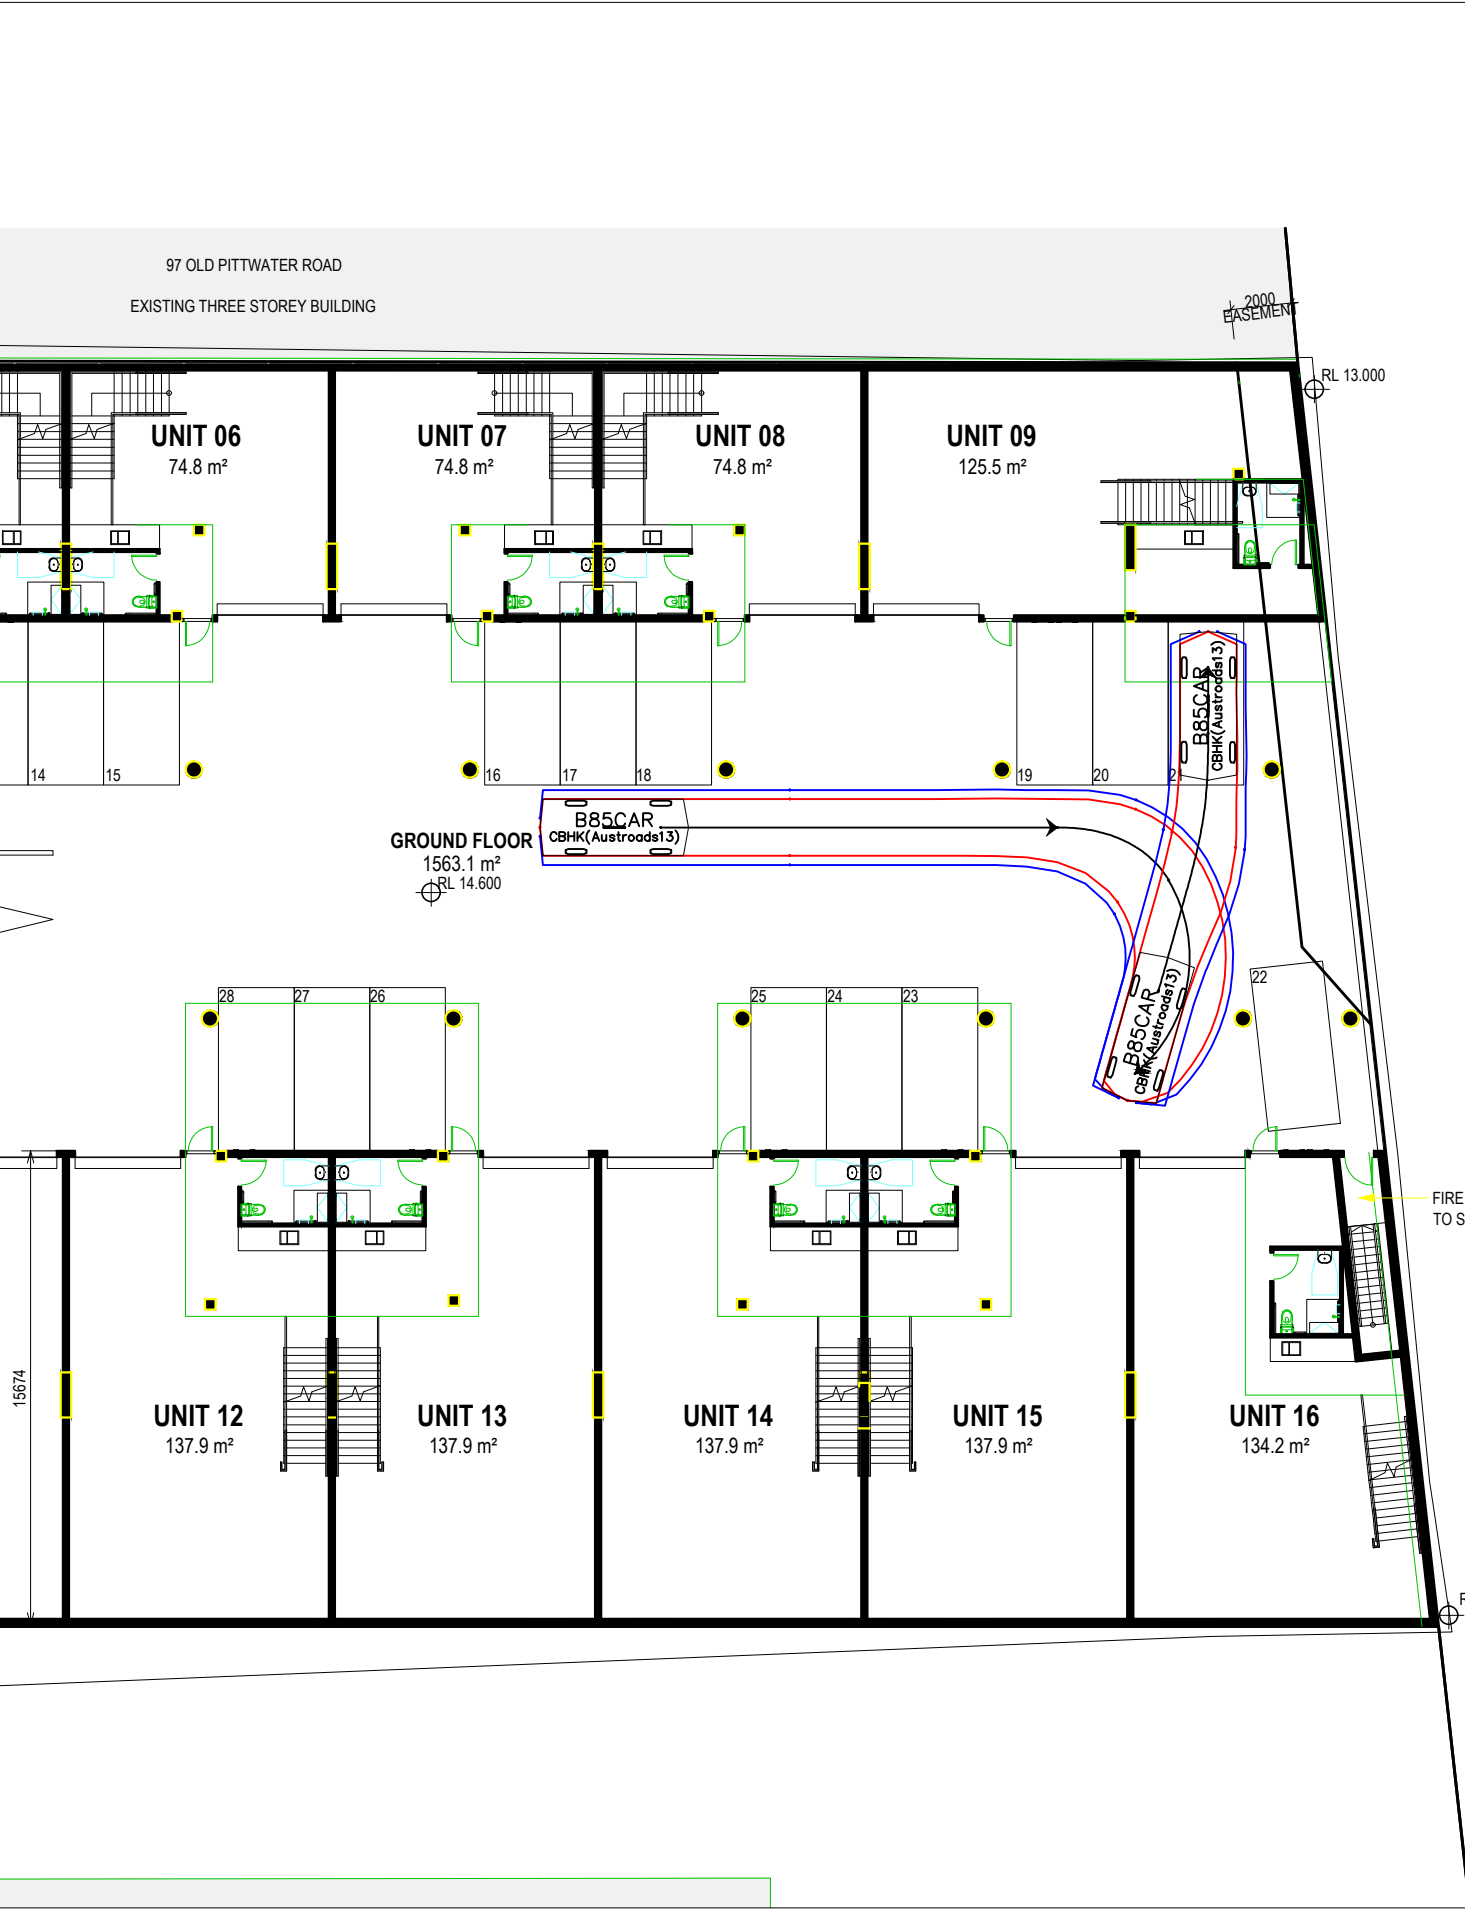 97 OLD PITTWATER ROAD
EXISTING THREE STOREY BUILDING
2000
EASEMENT
RL 13.000
UNIT 06
74.8 m²
UNIT 07
74.8 m²
UNIT 08
74.8 m²
UNIT 09
125.5 m²
14
15
16
17
18
19
20
21
B85CAR
CBHK(Austroads13)
B85CAR
CBHK(Austroads13)
GROUND FLOOR
1563.1 m²
RL 14.600
B85CAR
CBHK(Austroads13)
22
28
27
26
25
24
23
FIRE
TO S
15674
UNIT 12
137.9 m²
UNIT 13
137.9 m²
UNIT 14
137.9 m²
UNIT 15
137.9 m²
UNIT 16
134.2 m²